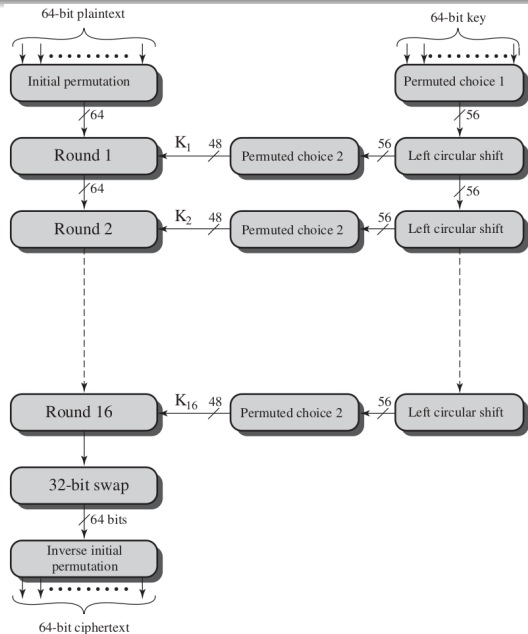 64-bit plaintext
64-bit key
Initial permutation
Permuted choice 1
64
56
Round 1
K1
48
Permuted choice 2
56
Left circular shift
64
56
Round 2
K2
48
Permuted choice 2
56
Left circular shift
Round 16
K16
48
Permuted choice 2
56
Left circular shift
32-bit swap
64 bits
Inverse initial
permutation
64-bit ciphertext